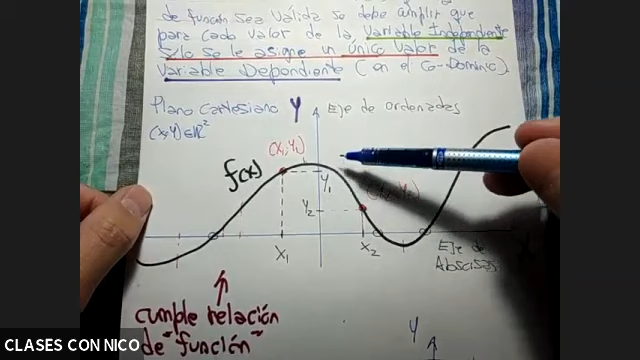 de función sea válida se debe cumplir que
para cada valor de la Variable Independiente
sólo se le asigne un único valor de la
Variable Dependiente (en el Co-Dominio).
Plano cartesiano Y Eje de ordenadas
(x,y) ∈ ℝ²
(x₁,y₁)
f(x)
y₁
y₂
x₁
x₂
Eje de
Abscisas
cumple relación
de "función"
Y
CLASES CON NICO